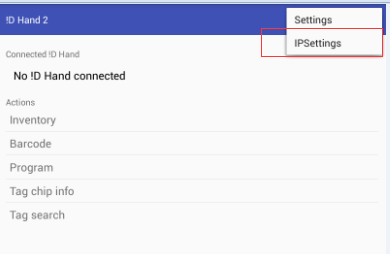 !D Hand 2
Settings
IPSettings
Connected !D Hand
No !D Hand connected
Actions
Inventory
Barcode
Program
Tag chip info
Tag search